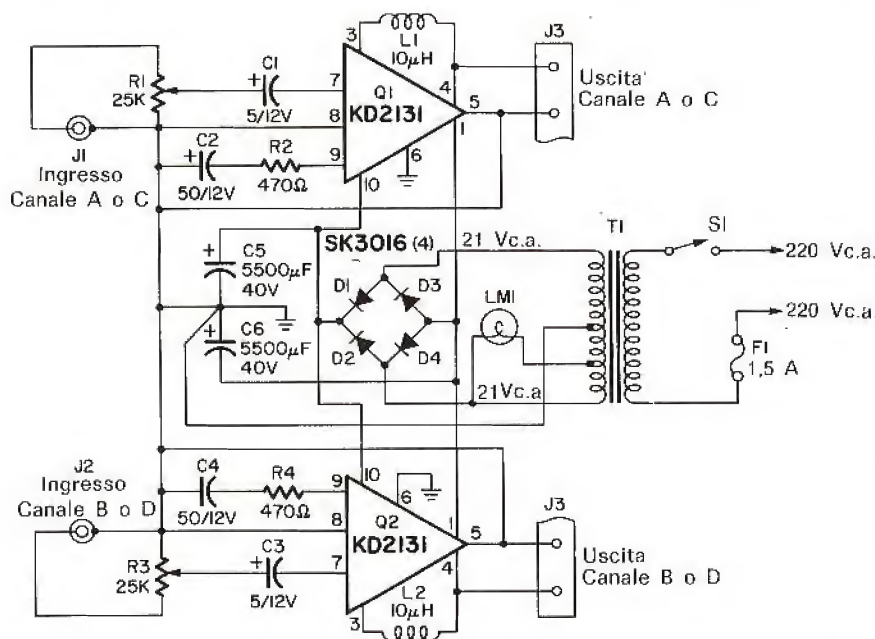 3
L1
10μH
J3
R1
25K
C1
+
5/12V
7
Q1
KD2131
4
5
Uscita'
Canale A o C
8
1
J1
Ingresso
Canale A o C
C2
+
50/12V
R2
470Ω
9
6
10
SK3016 (4)
21 Vc.a.
T1
S1
220 Vc.a.
+
C5
5500μF
40V
D1
D3
LM1
220 Vc.a.
+
C6
5500μF
40V
D2
D4
F1
1,5 A
21Vc.a
J2
Ingresso
Canale B o D
C4
50/12V
R4
470Ω
10
9
6
8
Q2
KD2131
1
5
J3
R3
25K
C3
+
5/12V
7
4
Uscita
Canale B o D
3
L2
10μH